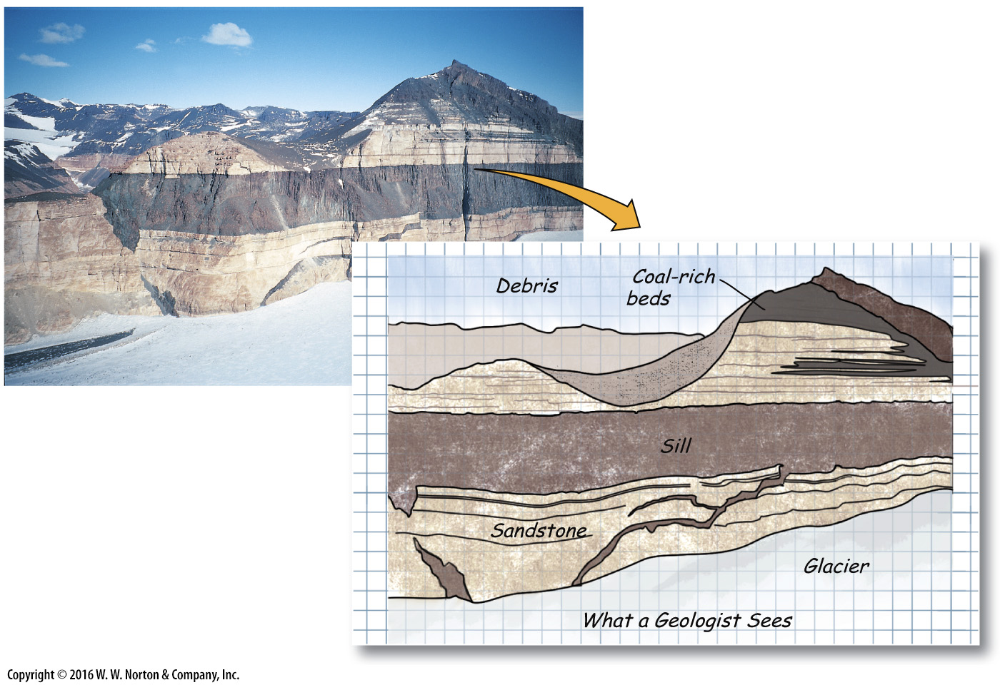 Debris
Coal-rich
beds
Sill
Sandstone
Glacier
What a Geologist Sees
Copyright © 2016 W. W. Norton & Company, Inc.